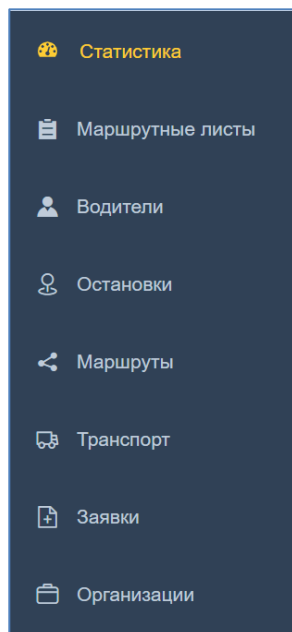 Статистика
Маршрутные листы
Водители
Остановки
Маршруты
Транспорт
Заявки
Организации